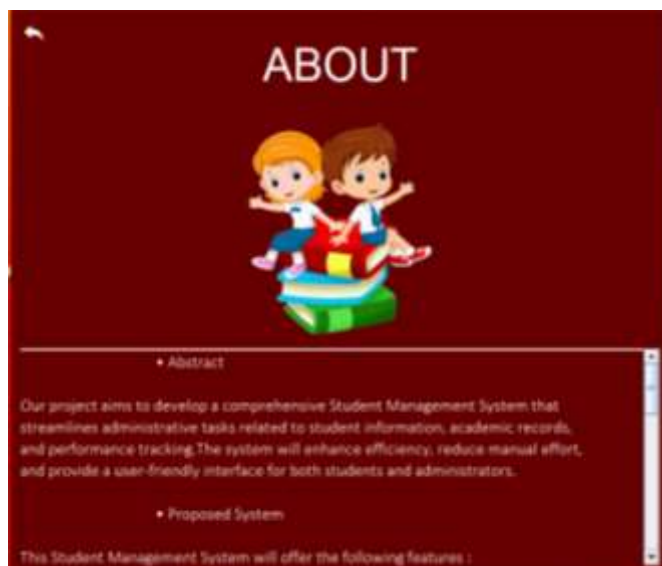 ABOUT
• Abstract
Our project aims to develop a comprehensive Student Management System that
streamlines administrative tasks related to student information, academic records,
and performance tracking.The system will enhance efficiency, reduce manual effort,
and provide a user-friendly interface for both students and administrators.
• Proposed System
This Student Management System will offer the following features :